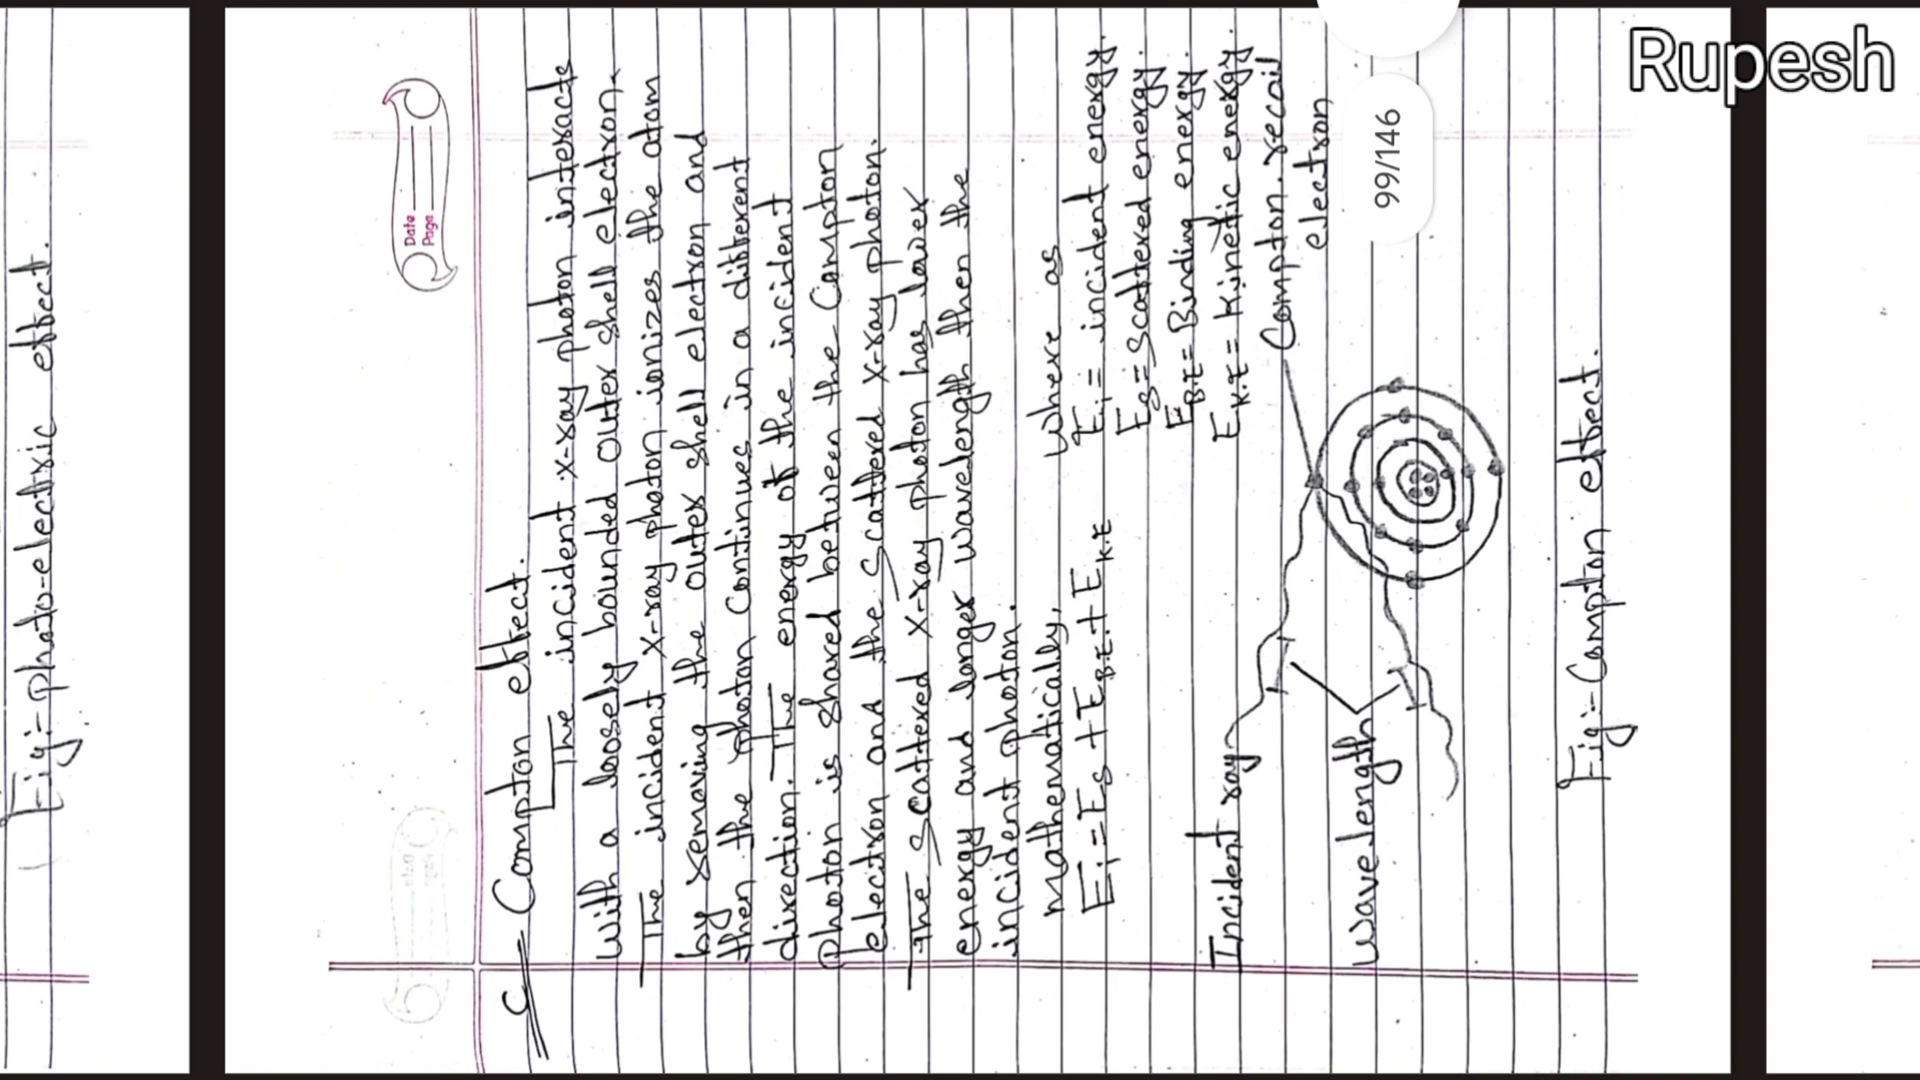 Rupesh
Fig:- photo-electric effect.
Date
Page
c Compton effect.
The incident x-ray photon interacts
with a loosely bounded outer shell electron.
The incident x-ray photon ionizes the atom
by removing the outer shell electron and
then the photon continues in a different
direction. The energy of the incident
photon is shared between the Compton
electron and the scattered x-ray photon.
The scattered x-ray photon has lower
energy and longer wavelength then the
incident photon.
mathematically, where as
Ei = Es + EB.E + EK.E Ei = incident energy.
Es = Scattered energy.
EB.E = Binding energy.
EK.E = Kinetic energy.
Incident ray Compton recoil
electron
wavelength
99/146
Fig:- Compton effect.